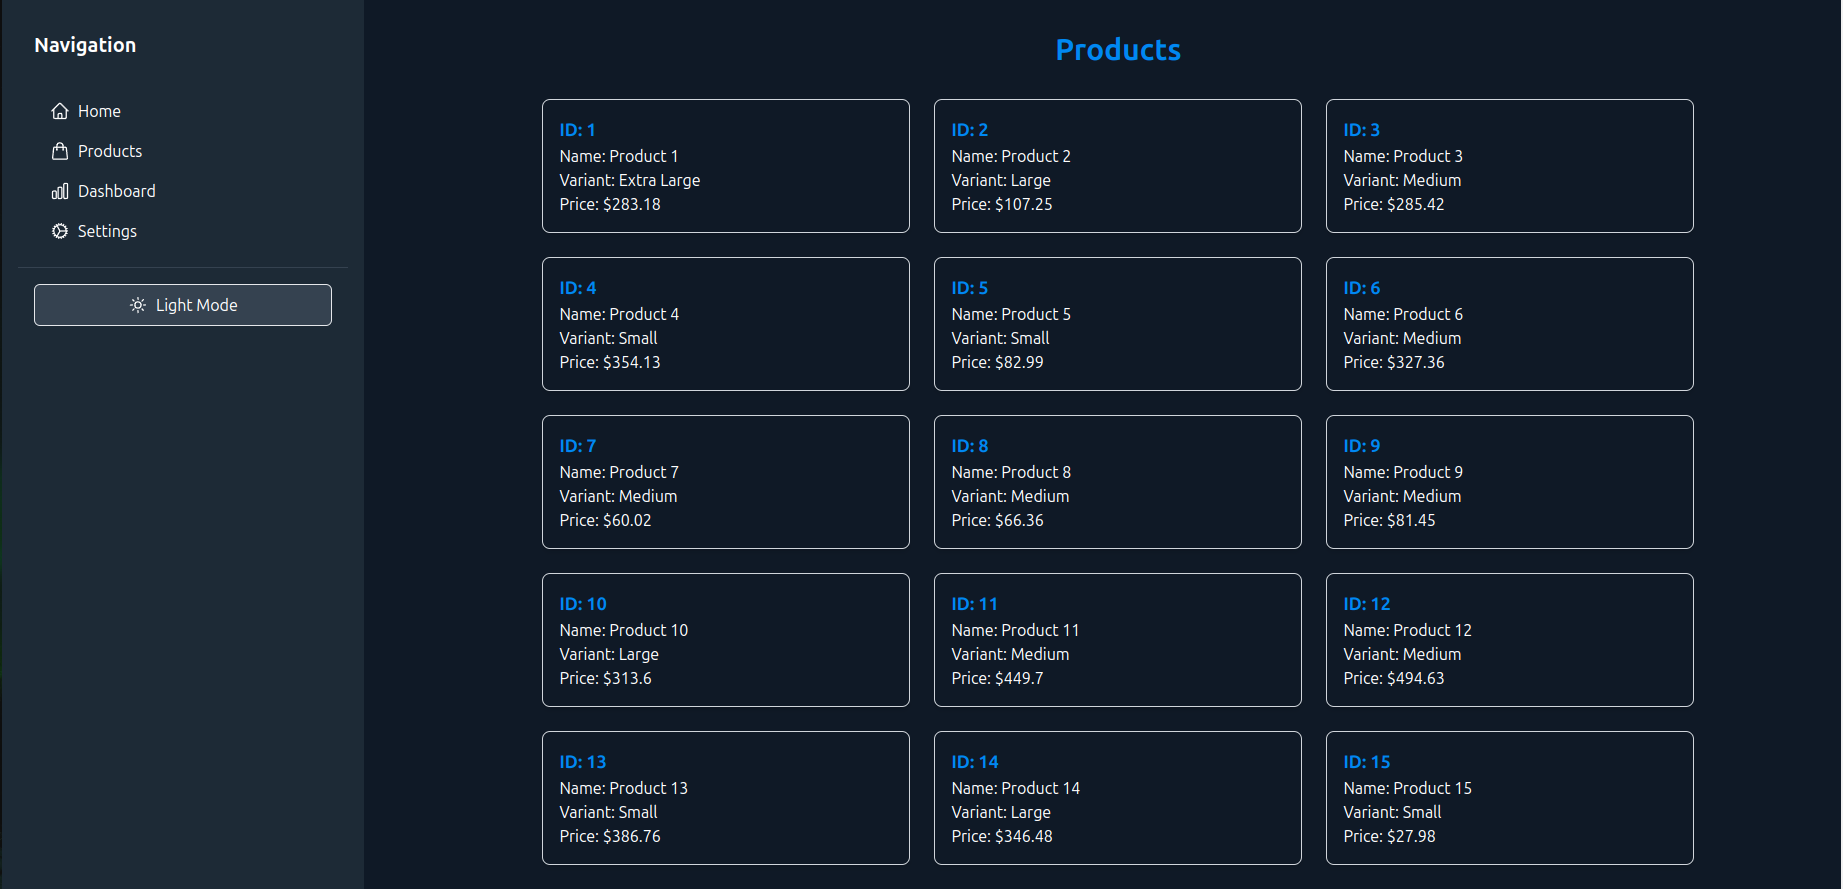 Navigation
Home
Products
Dashboard
Settings
Light Mode
Products
ID: 1
Name: Product 1
Variant: Extra Large
Price: $283.18
ID: 2
Name: Product 2
Variant: Large
Price: $107.25
ID: 3
Name: Product 3
Variant: Medium
Price: $285.42
ID: 4
Name: Product 4
Variant: Small
Price: $354.13
ID: 5
Name: Product 5
Variant: Small
Price: $82.99
ID: 6
Name: Product 6
Variant: Medium
Price: $327.36
ID: 7
Name: Product 7
Variant: Medium
Price: $60.02
ID: 8
Name: Product 8
Variant: Medium
Price: $66.36
ID: 9
Name: Product 9
Variant: Medium
Price: $81.45
ID: 10
Name: Product 10
Variant: Large
Price: $313.6
ID: 11
Name: Product 11
Variant: Medium
Price: $449.7
ID: 12
Name: Product 12
Variant: Medium
Price: $494.63
ID: 13
Name: Product 13
Variant: Small
Price: $386.76
ID: 14
Name: Product 14
Variant: Large
Price: $346.48
ID: 15
Name: Product 15
Variant: Small
Price: $27.98